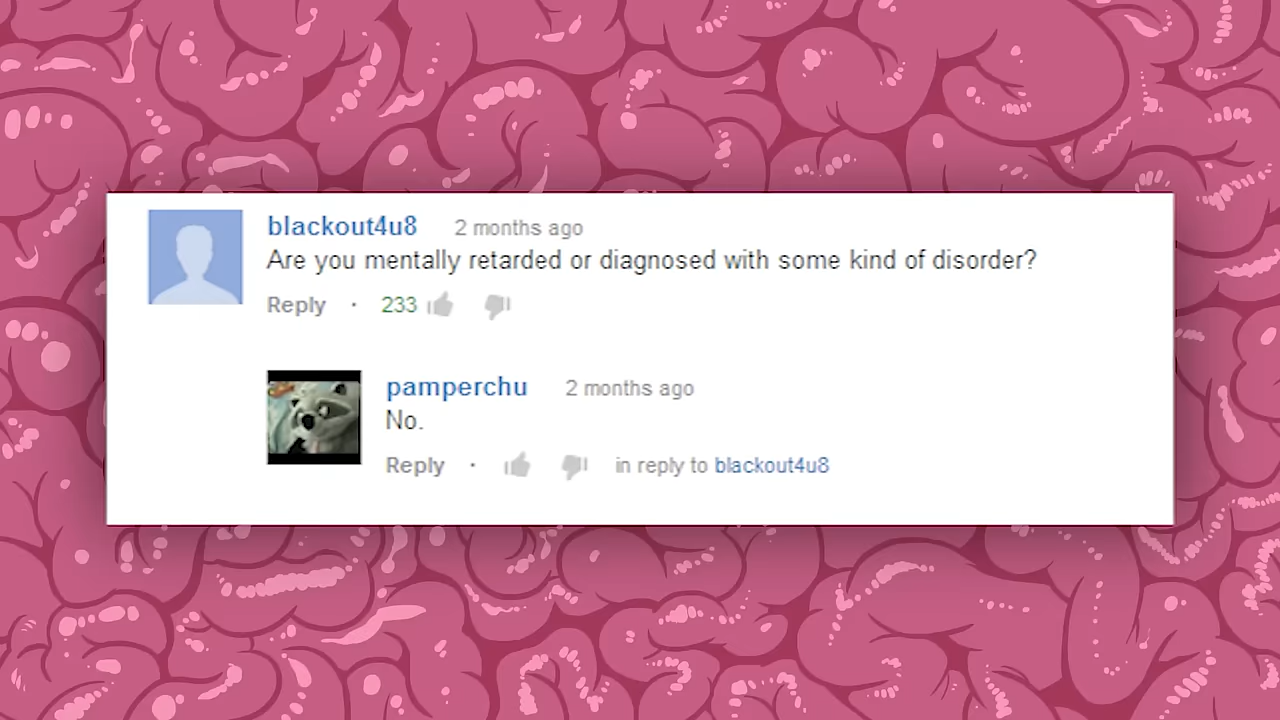 blackout4u8 2 months ago
Are you mentally retarded or diagnosed with some kind of disorder?
Reply · 233
pamperchu 2 months ago
No.
Reply · in reply to blackout4u8